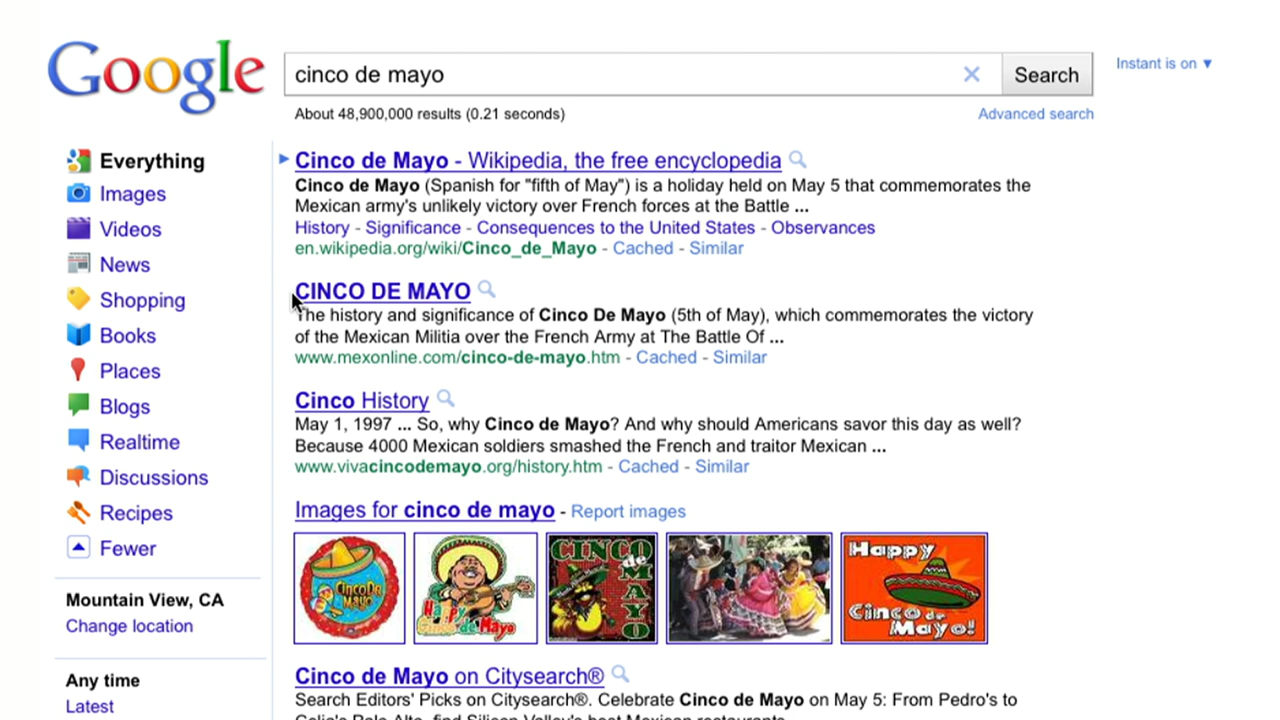 Google
cinco de mayo
Search
Instant is on ▼
About 48,900,000 results (0.21 seconds)
Advanced search
Everything
Images
Videos
News
Shopping
Books
Places
Blogs
Realtime
Discussions
Recipes
Fewer
Mountain View, CA
Change location
Any time
Latest
Cinco de Mayo - Wikipedia, the free encyclopedia
Cinco de Mayo (Spanish for "fifth of May") is a holiday held on May 5 that commemorates the
Mexican army's unlikely victory over French forces at the Battle ...
History - Significance - Consequences to the United States - Observances
en.wikipedia.org/wiki/Cinco_de_Mayo - Cached - Similar
CINCO DE MAYO
The history and significance of Cinco De Mayo (5th of May), which commemorates the victory
of the Mexican Militia over the French Army at The Battle Of ...
www.mexonline.com/cinco-de-mayo.htm - Cached - Similar
Cinco History
May 1, 1997 ... So, why Cinco de Mayo? And why should Americans savor this day as well?
Because 4000 Mexican soldiers smashed the French and traitor Mexican ...
www.vivacincodemayo.org/history.htm - Cached - Similar
Images for cinco de mayo - Report images
Cinco De
Mayo
Happy
Cinco de Mayo
CINCO
de
MAYO
Happy
Cinco de
Mayo!
Cinco de Mayo on Citysearch®
Search Editors' Picks on Citysearch®. Celebrate Cinco de Mayo on May 5: From Pedro's to